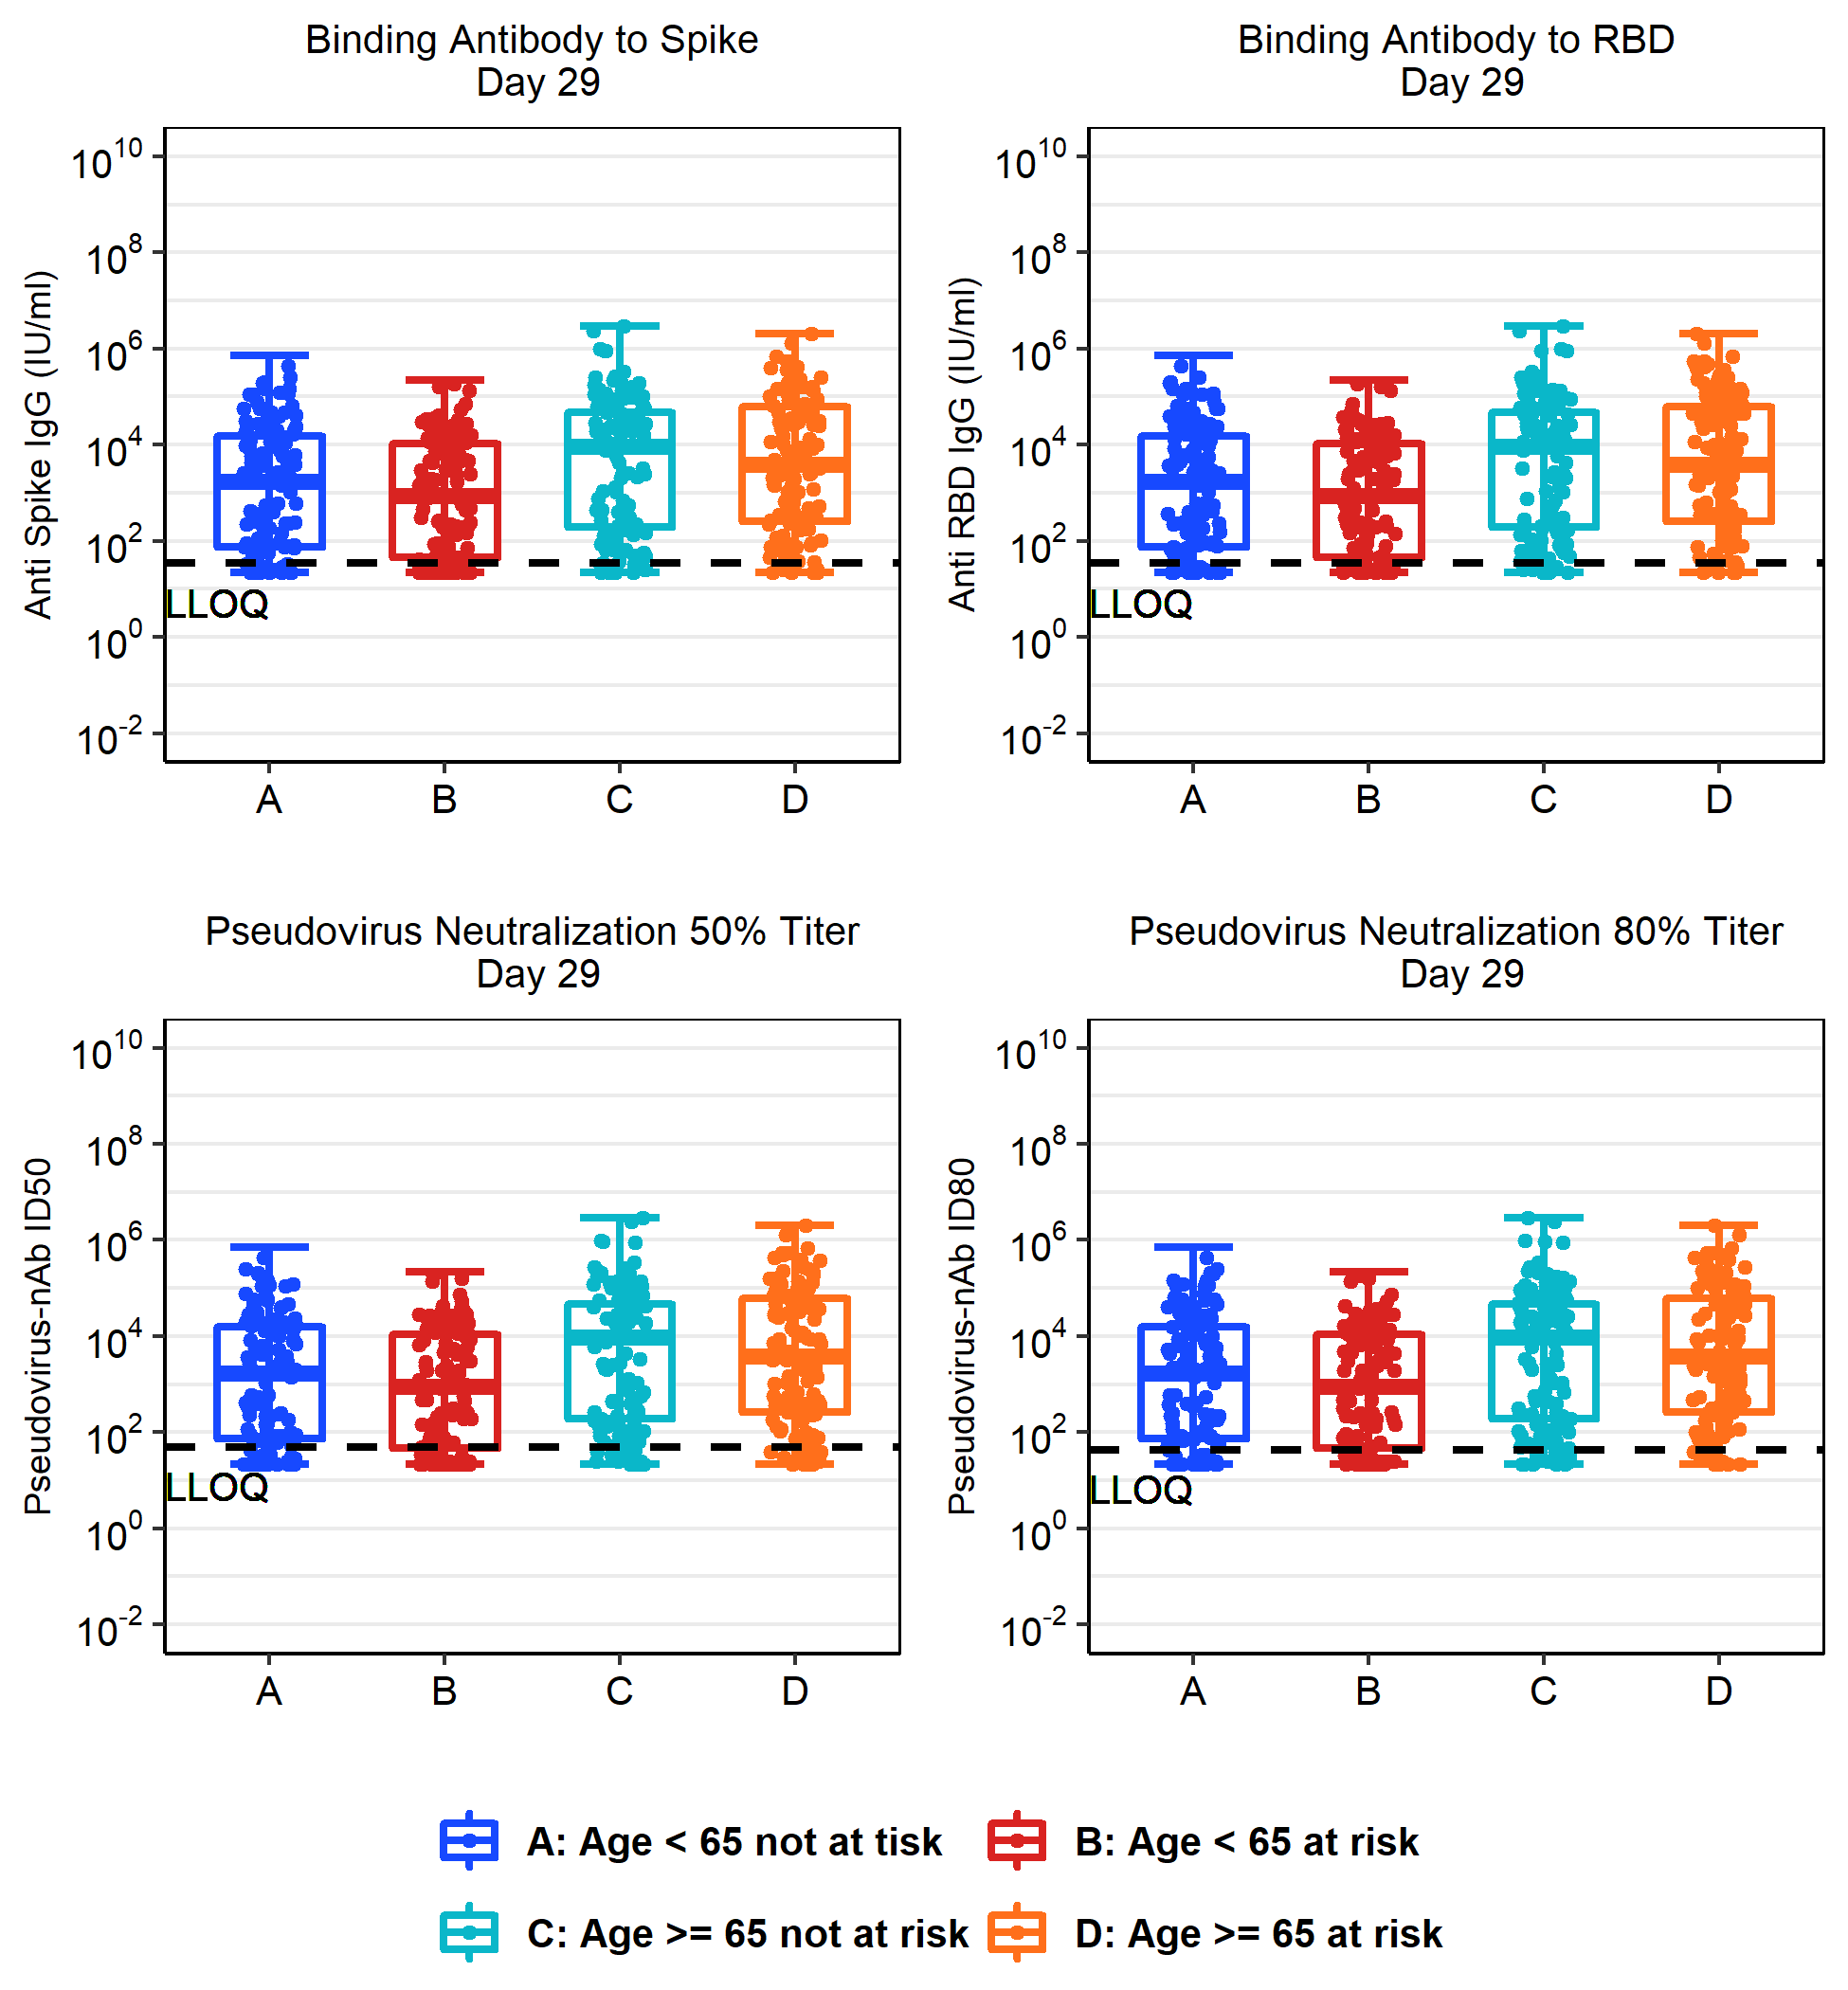 Binding Antibody to Spike
Day 29
Anti Spike IgG (IU/ml)
10^10
10^8
10^6
10^4
10^2
10^0
10^-2
LLOQ
A B C D
Binding Antibody to RBD
Day 29
Anti RBD IgG (IU/ml)
10^10
10^8
10^6
10^4
10^2
10^0
10^-2
LLOQ
A B C D
Pseudovirus Neutralization 50% Titer
Day 29
Pseudovirus-nAb ID50
10^10
10^8
10^6
10^4
10^2
10^0
10^-2
LLOQ
A B C D
Pseudovirus Neutralization 80% Titer
Day 29
Pseudovirus-nAb ID80
10^10
10^8
10^6
10^4
10^2
10^0
10^-2
LLOQ
A B C D
A: Age < 65 not at tisk
B: Age < 65 at risk
C: Age >= 65 not at risk
D: Age >= 65 at risk